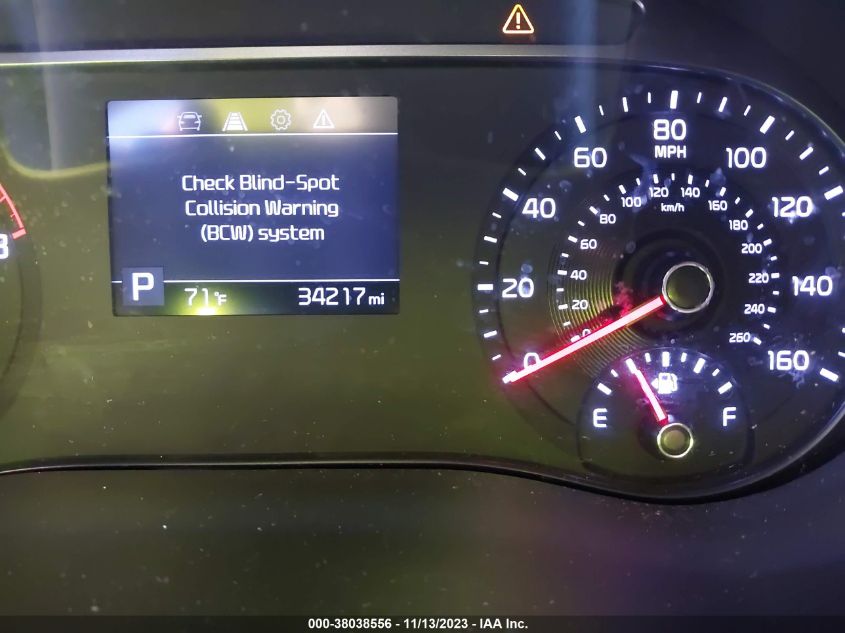 Check Blind-Spot
Collision Warning
(BCW) system
P
71°F 34217 mi
8
0 20 40 60 80 100 120 140 160
MPH
0 20 40 60 80 100 120 140 160 180 200 220 240 260
km/h
E F
000-38038556 - 11/13/2023 - IAA Inc.